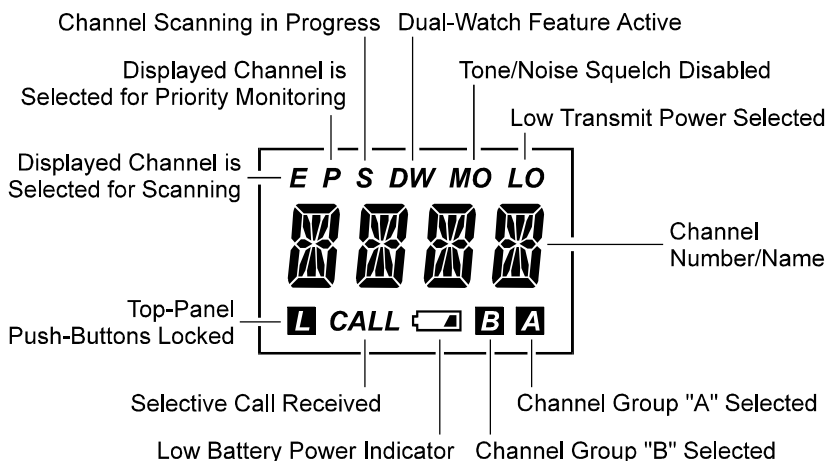 Channel Scanning in Progress
Dual-Watch Feature Active
Displayed Channel is
Selected for Priority Monitoring
Tone/Noise Squelch Disabled
Low Transmit Power Selected
Displayed Channel is
Selected for Scanning
E P S DW MO LO
Channel
Number/Name
Top-Panel
Push-Buttons Locked
L CALL B A
Selective Call Received
Channel Group "A" Selected
Low Battery Power Indicator
Channel Group "B" Selected